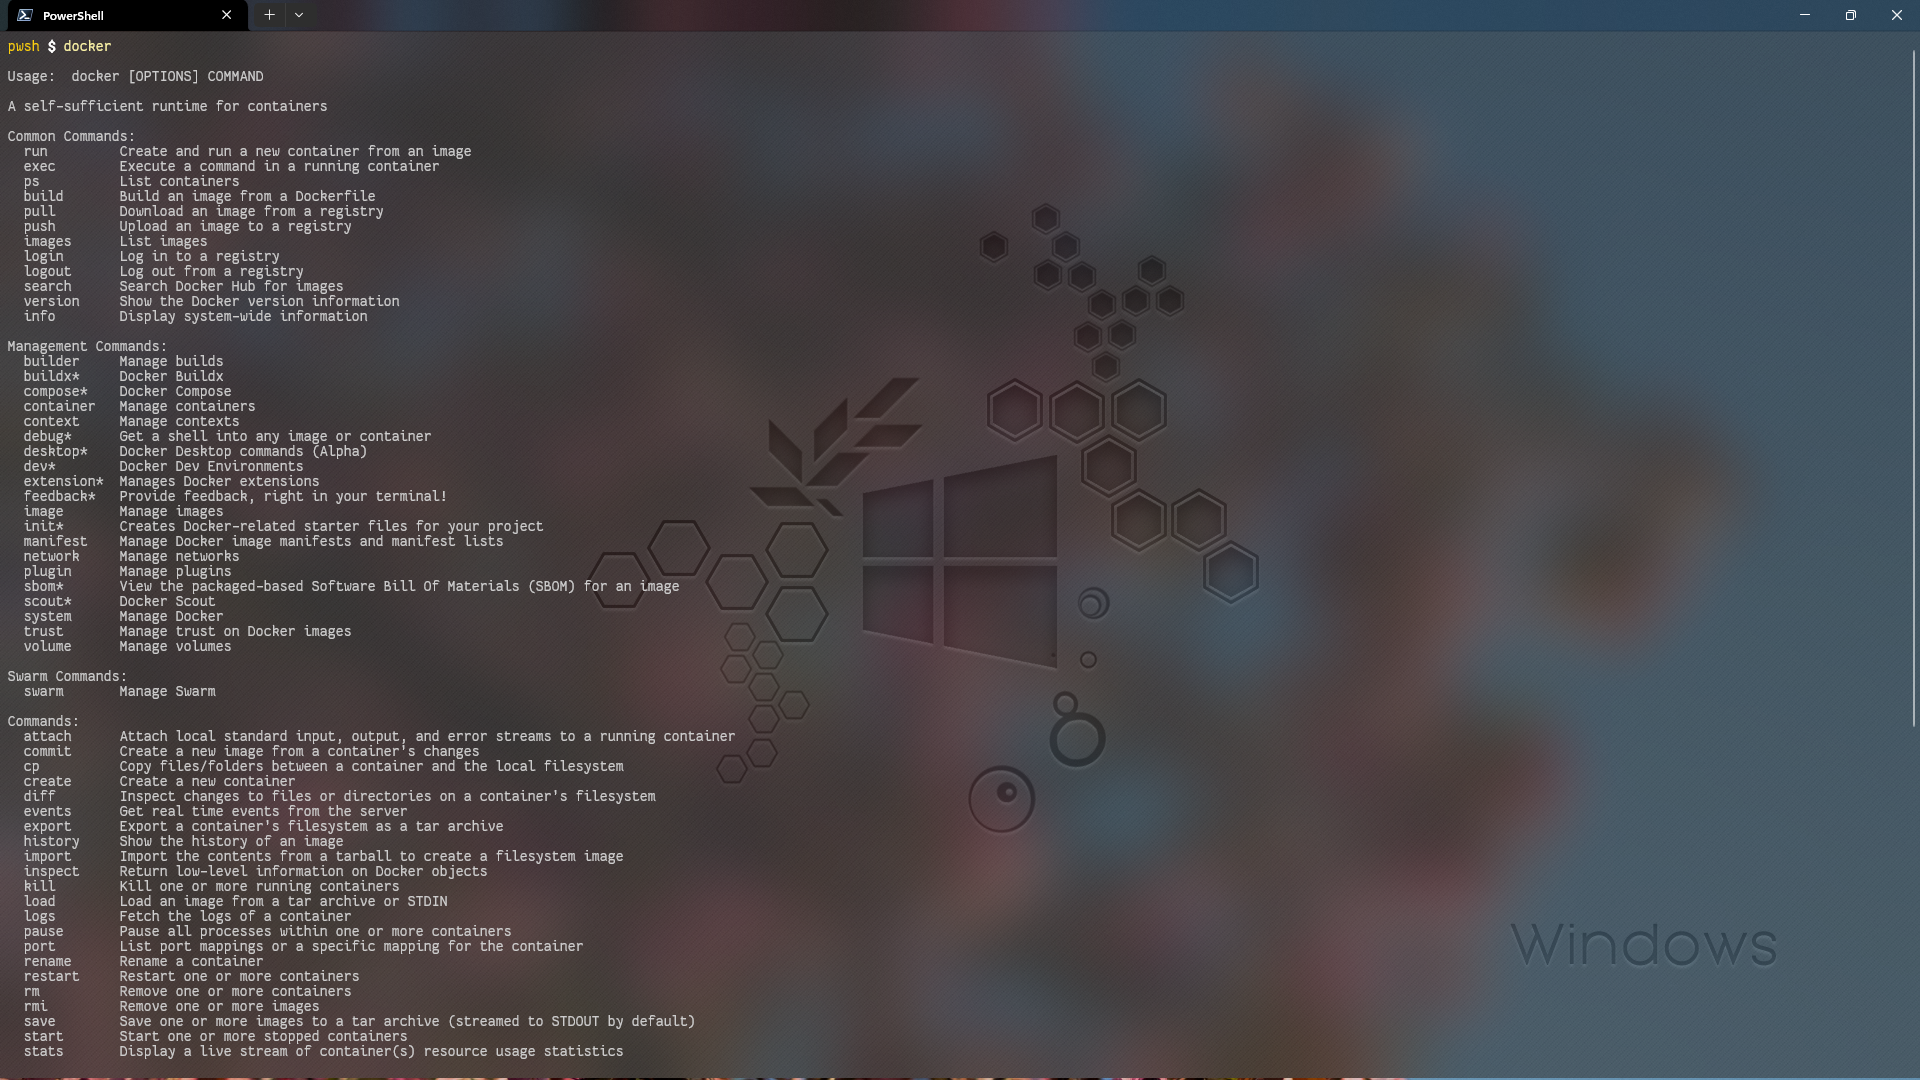 PowerShell
pwsh $ docker
Usage:  docker [OPTIONS] COMMAND
A self-sufficient runtime for containers
Common Commands:
  run         Create and run a new container from an image
  exec        Execute a command in a running container
  ps          List containers
  build       Build an image from a Dockerfile
  pull        Download an image from a registry
  push        Upload an image to a registry
  images      List images
  login       Log in to a registry
  logout      Log out from a registry
  search      Search Docker Hub for images
  version     Show the Docker version information
  info        Display system-wide information
Management Commands:
  builder     Manage builds
  buildx*     Docker Buildx
  compose*    Docker Compose
  container   Manage containers
  context     Manage contexts
  debug*      Get a shell into any image or container
  desktop*    Docker Desktop commands (Alpha)
  dev*        Docker Dev Environments
  extension*  Manages Docker extensions
  feedback*   Provide feedback, right in your terminal!
  image       Manage images
  init*       Creates Docker-related starter files for your project
  manifest    Manage Docker image manifests and manifest lists
  network     Manage networks
  plugin      Manage plugins
  sbom*       View the packaged-based Software Bill Of Materials (SBOM) for an image
  scout*      Docker Scout
  system      Manage Docker
  trust       Manage trust on Docker images
  volume      Manage volumes
Swarm Commands:
  swarm       Manage Swarm
Commands:
  attach      Attach local standard input, output, and error streams to a running container
  commit      Create a new image from a container's changes
  cp          Copy files/folders between a container and the local filesystem
  create      Create a new container
  diff        Inspect changes to files or directories on a container's filesystem
  events      Get real time events from the server
  export      Export a container's filesystem as a tar archive
  history     Show the history of an image
  import      Import the contents from a tarball to create a filesystem image
  inspect     Return low-level information on Docker objects
  kill        Kill one or more running containers
  load        Load an image from a tar archive or STDIN
  logs        Fetch the logs of a container
  pause       Pause all processes within one or more containers
  port        List port mappings or a specific mapping for the container
  rename      Rename a container
  restart     Restart one or more containers
  rm          Remove one or more containers
  rmi         Remove one or more images
  save        Save one or more images to a tar archive (streamed to STDOUT by default)
  start       Start one or more stopped containers
  stats       Display a live stream of container(s) resource usage statistics
Windows